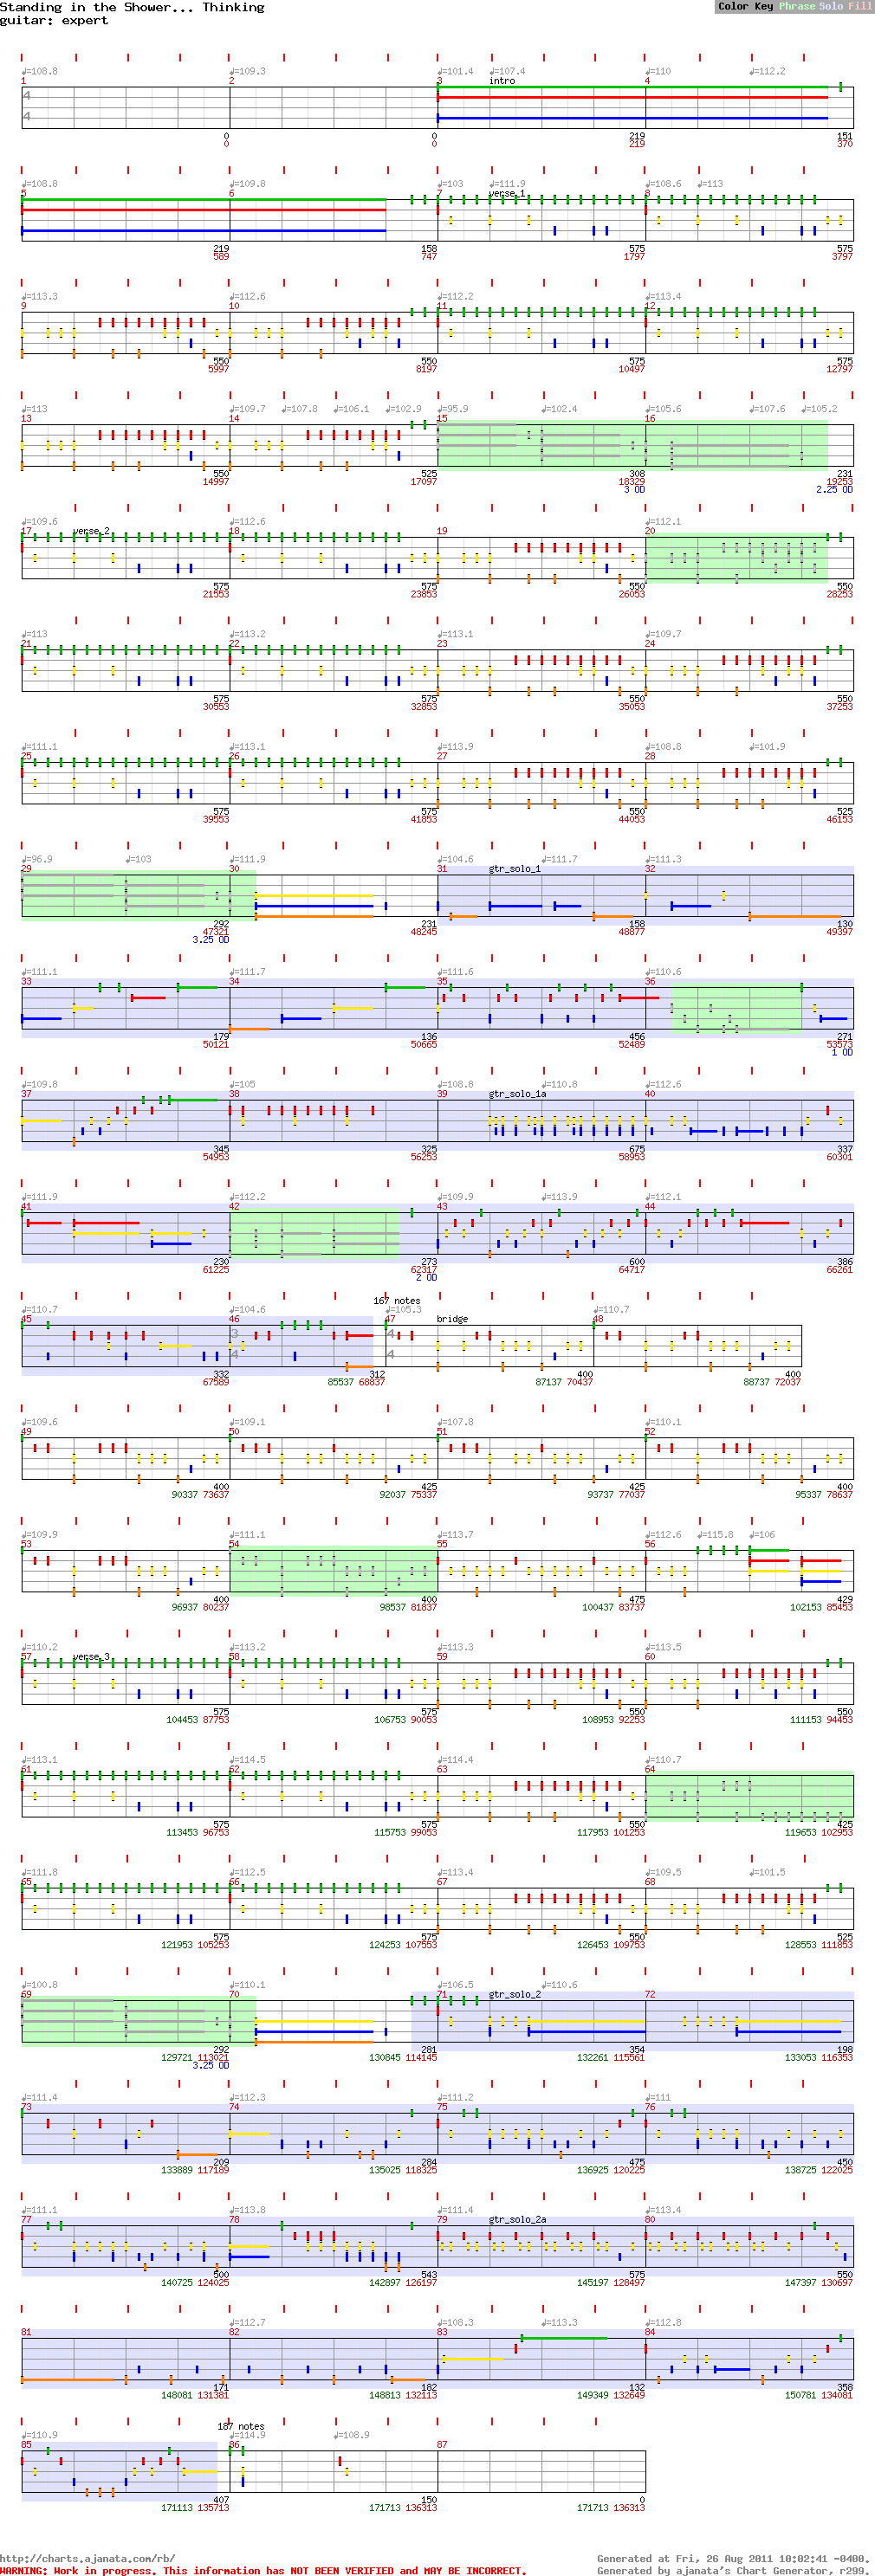 Standing in the Shower... Thinking
Color Key Phrase Solo Fill
guitar: expert
♩=108.8 ♩=109.3 ♩=101.4 ♩=107.4 ♩=110 ♩=112.2
1 2 3 intro 4
4
4
0 0 219 151
0 0 219 370
♩=108.8 ♩=109.8 ♩=103 ♩=111.9 ♩=108.6 ♩=113
5 6 7 verse_1 8
219 158 575 575
589 747 1797 3797
♩=113.3 ♩=112.6 ♩=112.2 ♩=113.4
9 10 11 12
550 550 575 575
5997 8197 10497 12797
♩=113 ♩=109.7 ♩=107.8 ♩=106.1 ♩=102.9 ♩=95.9 ♩=102.4 ♩=105.6 ♩=107.6 ♩=105.2
13 14 15 16
550 525 308 231
14997 17097 18329 19253
3 OD 2.25 OD
♩=109.6 ♩=112.6 ♩=112.1
17 verse_2 18 19 20
575 575 550 550
21553 23853 26053 28253
♩=113 ♩=113.2 ♩=113.1 ♩=109.7
21 22 23 24
575 575 550 550
30553 32853 35053 37253
♩=111.1 ♩=113.1 ♩=113.9 ♩=108.8 ♩=101.9
25 26 27 28
575 575 550 525
39553 41853 44053 46153
♩=96.9 ♩=103 ♩=111.9 ♩=104.6 ♩=111.7 ♩=111.3
29 30 31 gtr_solo_1 32
292 231 158 130
47321 48245 48877 49397
3.25 OD
♩=111.1 ♩=111.7 ♩=111.6 ♩=110.6
33 34 35 36
179 136 456 271
50121 50665 52489 53573
1 OD
♩=109.8 ♩=105 ♩=108.8 ♩=110.8 ♩=112.6
37 38 39 gtr_solo_1a 40
345 325 675 337
54953 56253 58953 60301
♩=111.9 ♩=112.2 ♩=109.9 ♩=113.9 ♩=112.1
41 42 43 44
230 273 600 386
61225 62317 64717 66261
2 OD
167 notes
♩=110.7 ♩=104.6 ♩=105.3 ♩=110.7
45 46 47 bridge 48
3 4
4 4
332 312 400 400
67589 85537 68837 87137 70437 88737 72037
♩=109.6 ♩=109.1 ♩=107.8 ♩=110.1
49 50 51 52
400 425 425 400
90337 73637 92037 75337 93737 77037 95337 78637
♩=109.9 ♩=111.1 ♩=113.7 ♩=112.6 ♩=115.8 ♩=106
53 54 55 56
400 400 475 429
96937 80237 98537 81837 100437 83737 102153 85453
♩=110.2 ♩=113.2 ♩=113.3 ♩=113.5
57 verse_3 58 59 60
575 575 550 550
104453 87753 106753 90053 108953 92253 111153 94453
♩=113.1 ♩=114.5 ♩=114.4 ♩=110.7
61 62 63 64
575 575 550 425
113453 96753 115753 99053 117953 101253 119653 102953
♩=111.8 ♩=112.5 ♩=113.4 ♩=109.5 ♩=101.5
65 66 67 68
575 575 550 525
121953 105253 124253 107553 126453 109753 128553 111853
♩=100.8 ♩=110.1 ♩=106.5 ♩=110.6
69 70 71 gtr_solo_2 72
292 281 354 198
129721 113021 130845 114145 132261 115561 133053 116353
3.25 OD
♩=111.4 ♩=112.3 ♩=111.2 ♩=111
73 74 75 76
209 284 475 450
133889 117189 135025 118325 136925 120225 138725 122025
♩=111.1 ♩=113.8 ♩=111.4 ♩=113.4
77 78 79 gtr_solo_2a 80
500 543 575 550
140725 124025 142897 126197 145197 128497 147397 130697
♩=112.7 ♩=108.3 ♩=113.3 ♩=112.8
81 82 83 84
171 182 132 358
148081 131381 148813 132113 149349 132649 150781 134081
187 notes
♩=110.9 ♩=114.9 ♩=108.9
85 86 87
407 150 0
171113 135713 171713 136313 171713 136313
http://charts.ajanata.com/rb/
Generated at Fri, 26 Aug 2011 10:02:41 -0400.
WARNING: Work in progress. This information has NOT BEEN VERIFIED and MAY BE INCORRECT.
Generated by ajanata's Chart Generator, r299.